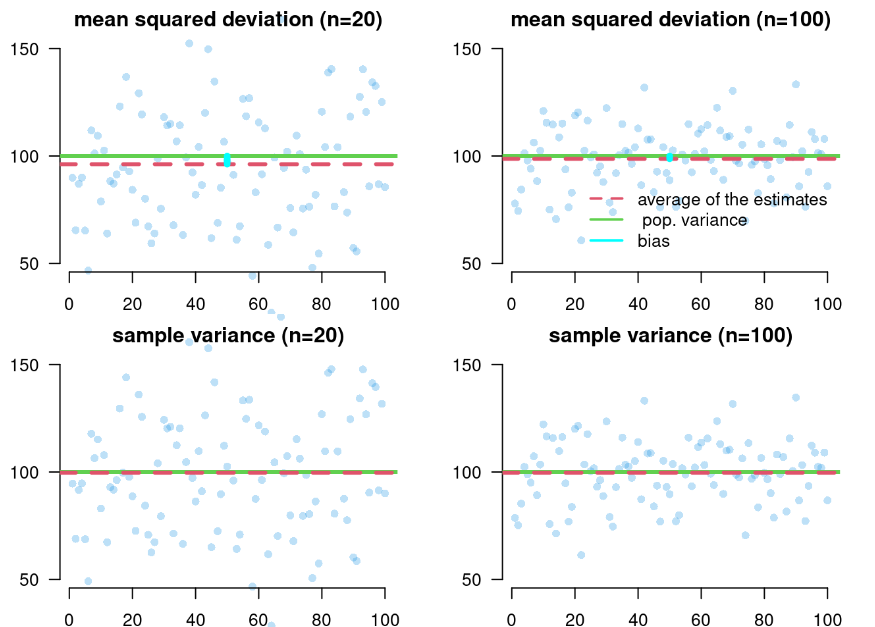 mean squared deviation (n=20)
150
100
50
0 20 40 60 80 100
mean squared deviation (n=100)
150
100
50
average of the estimates
pop. variance
bias
0 20 40 60 80 100
sample variance (n=20)
150
100
50
0 20 40 60 80 100
sample variance (n=100)
150
100
50
0 20 40 60 80 100